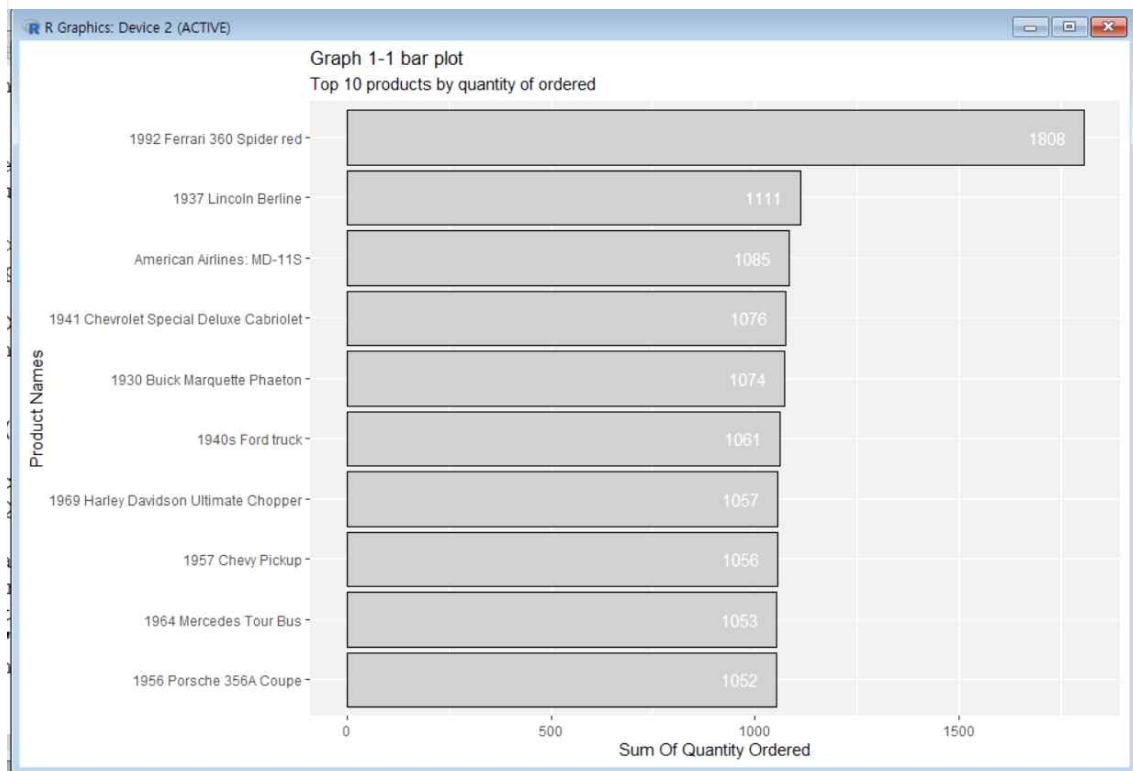 R Graphics: Device 2 (ACTIVE)
Graph 1-1 bar plot
Top 10 products by quantity of ordered
Product Names
1992 Ferrari 360 Spider red 1808
1937 Lincoln Berline 1111
American Airlines: MD-11S 1085
1941 Chevrolet Special Deluxe Cabriolet 1076
1930 Buick Marquette Phaeton 1074
1940s Ford truck 1061
1969 Harley Davidson Ultimate Chopper 1057
1957 Chevy Pickup 1056
1964 Mercedes Tour Bus 1053
1956 Porsche 356A Coupe 1052
0 500 1000 1500
Sum Of Quantity Ordered